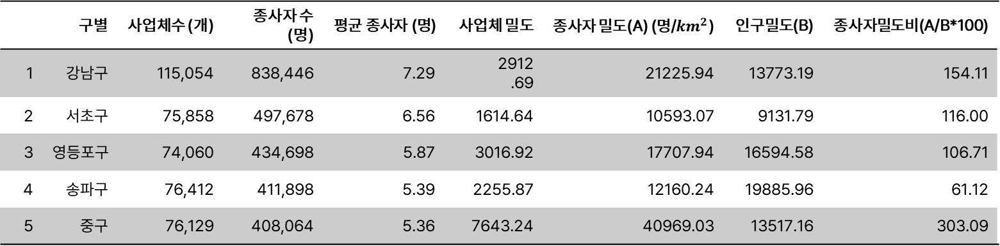 구별 사업체수 (개) 종사자 수 (명) 평균 종사자 (명) 사업체 밀도 종사자 밀도(A) (명/km²) 인구밀도(B) 종사자밀도비(A/B*100)
1 강남구 115,054 838,446 7.29 2912.69 21225.94 13773.19 154.11
2 서초구 75,858 497,678 6.56 1614.64 10593.07 9131.79 116.00
3 영등포구 74,060 434,698 5.87 3016.92 17707.94 16594.58 106.71
4 송파구 76,412 411,898 5.39 2255.87 12160.24 19885.96 61.12
5 중구 76,129 408,064 5.36 7643.24 40969.03 13517.16 303.09